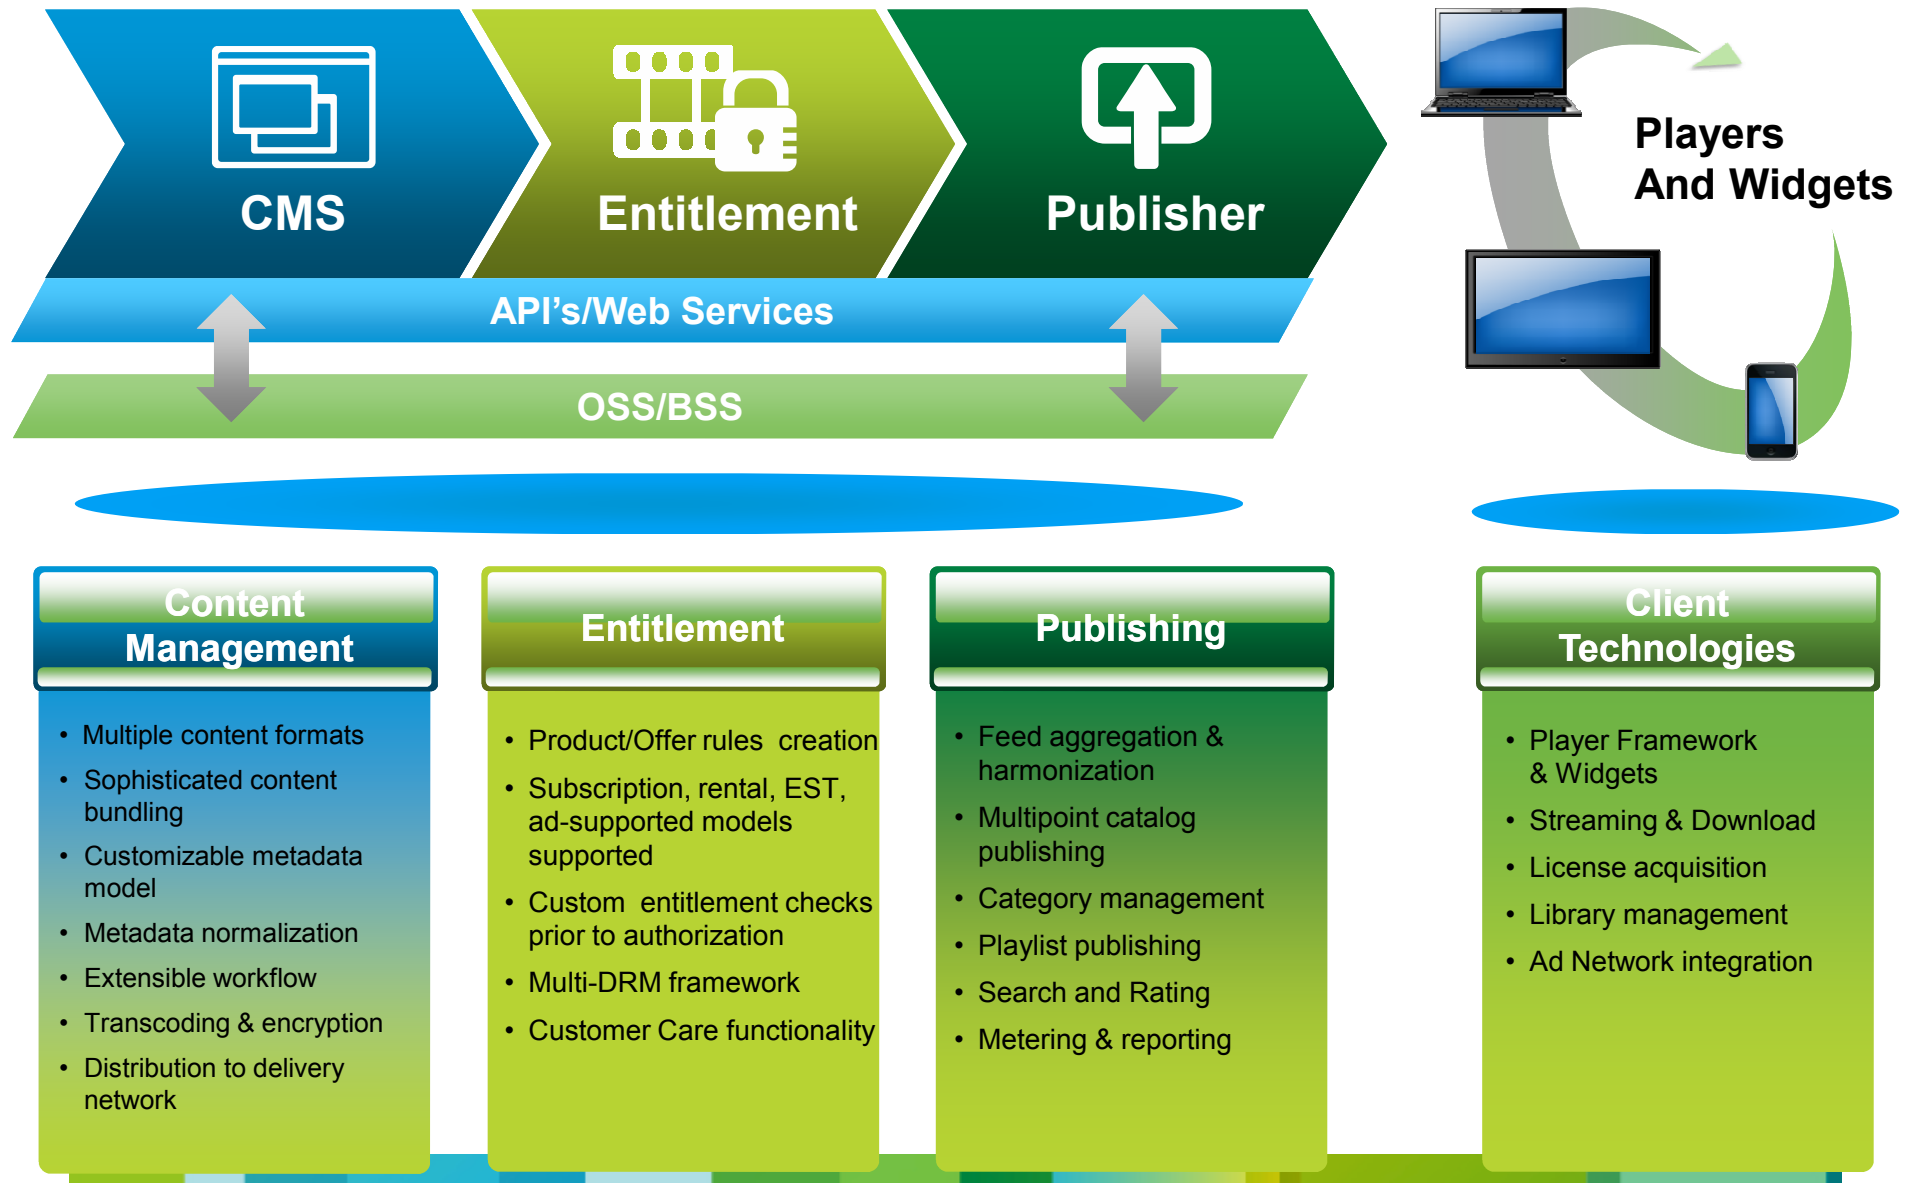 CMS
Entitlement
Publisher
Players
And Widgets
API's/Web Services
OSS/BSS
Content
Management
• Multiple content formats
• Sophisticated content
bundling
• Customizable metadata
model
• Metadata normalization
• Extensible workflow
• Transcoding & encryption
• Distribution to delivery
network
Entitlement
• Product/Offer rules  creation
• Subscription, rental, EST,
ad-supported models
supported
• Custom  entitlement checks
prior to authorization
• Multi-DRM framework
• Customer Care functionality
Publishing
• Feed aggregation &
harmonization
• Multipoint catalog
publishing
• Category management
• Playlist publishing
• Search and Rating
• Metering & reporting
Client
Technologies
• Player Framework
& Widgets
• Streaming & Download
• License acquisition
• Library management
• Ad Network integration